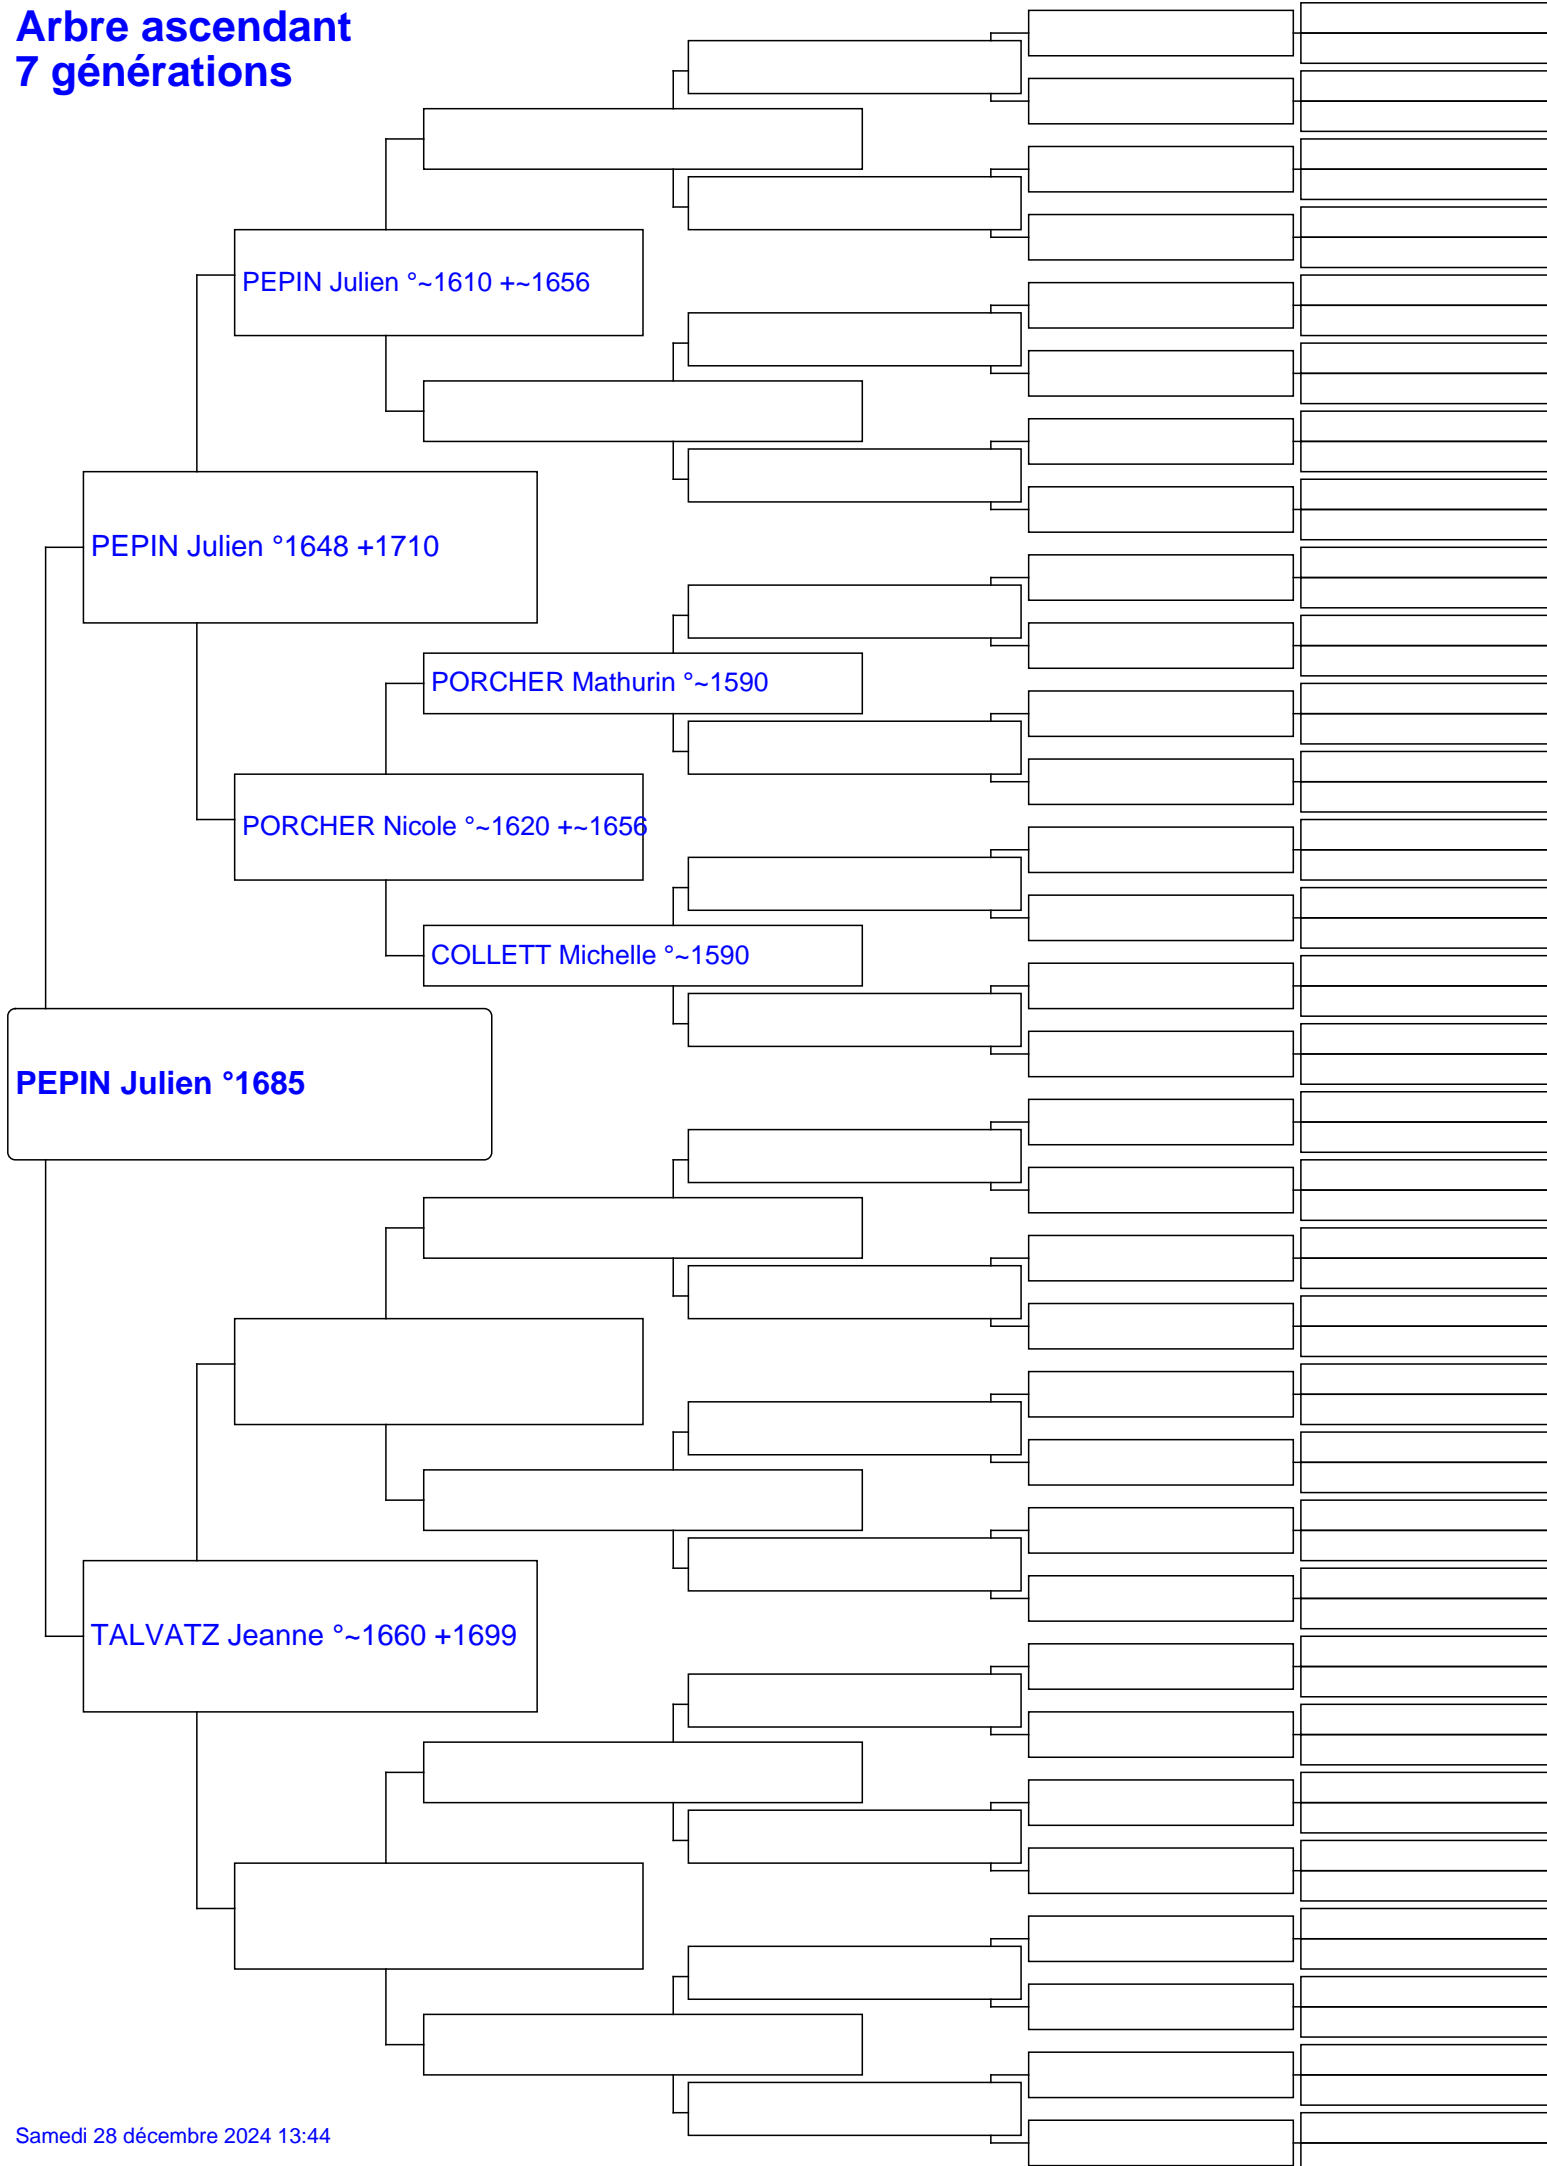 Arbre ascendant
7 générations
PEPIN Julien °~1610 +~1656
PEPIN Julien °1648 +1710
PORCHER Mathurin °~1590
PORCHER Nicole °~1620 +~1656
COLLETT Michelle °~1590
PEPIN Julien °1685
TALVATZ Jeanne °~1660 +1699
Samedi 28 décembre 2024 13:44